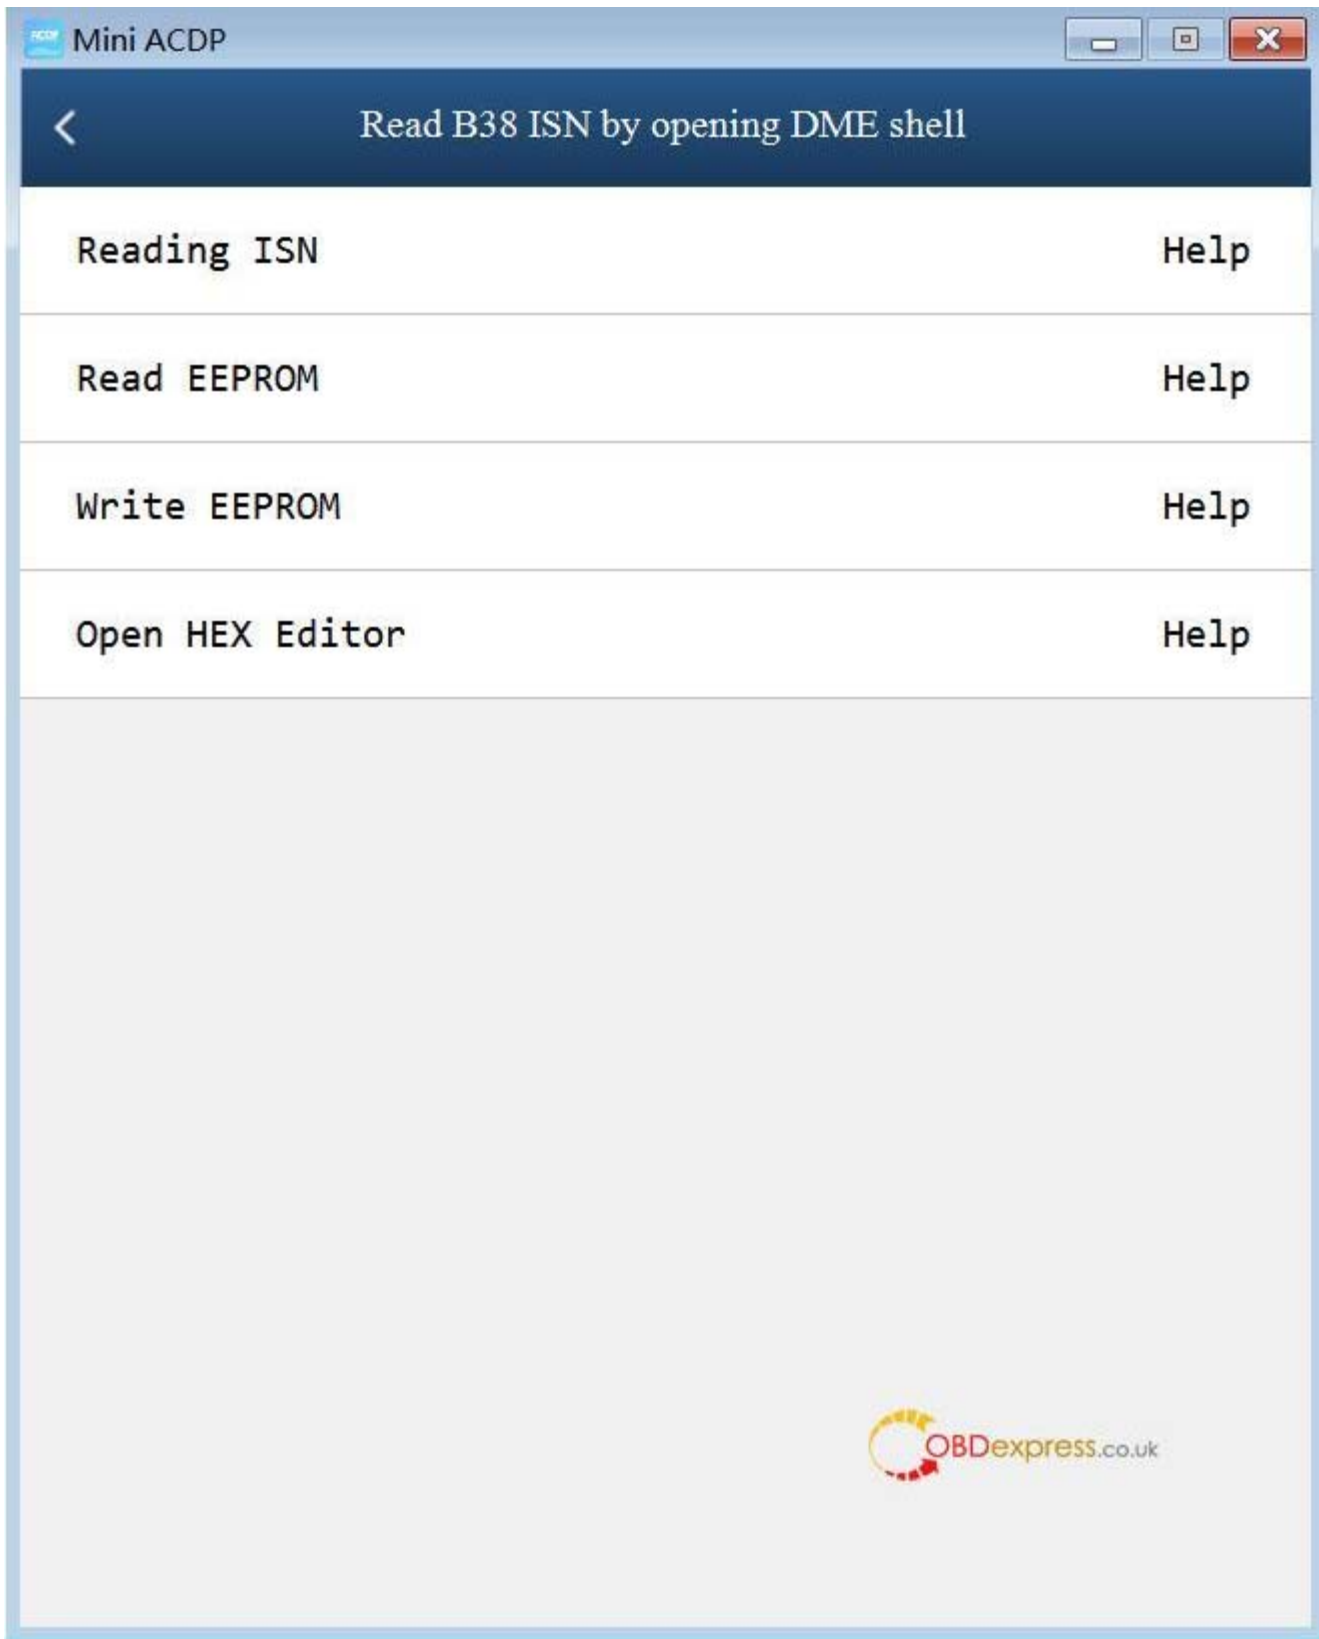 Mini ACDP
Read B38 ISN by opening DME shell
Reading ISN Help
Read EEPROM Help
Write EEPROM Help
Open HEX Editor Help
OBDexpress.co.uk